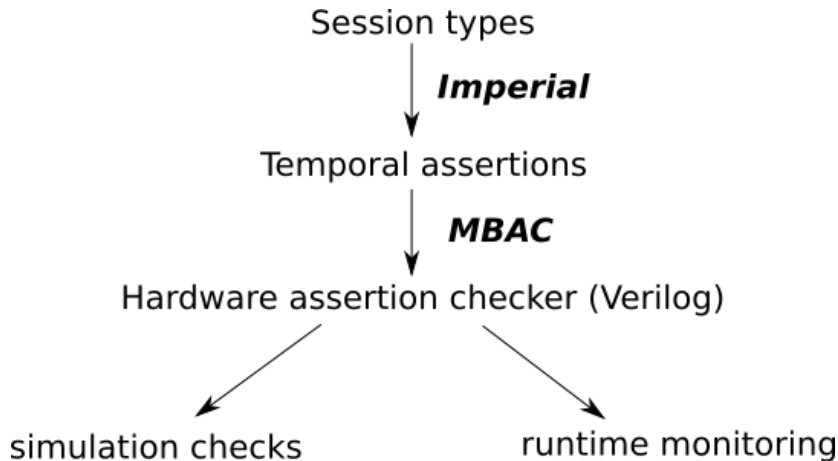 Session types
Imperial
Temporal assertions
MBAC
Hardware assertion checker (Verilog)
simulation checks
runtime monitoring